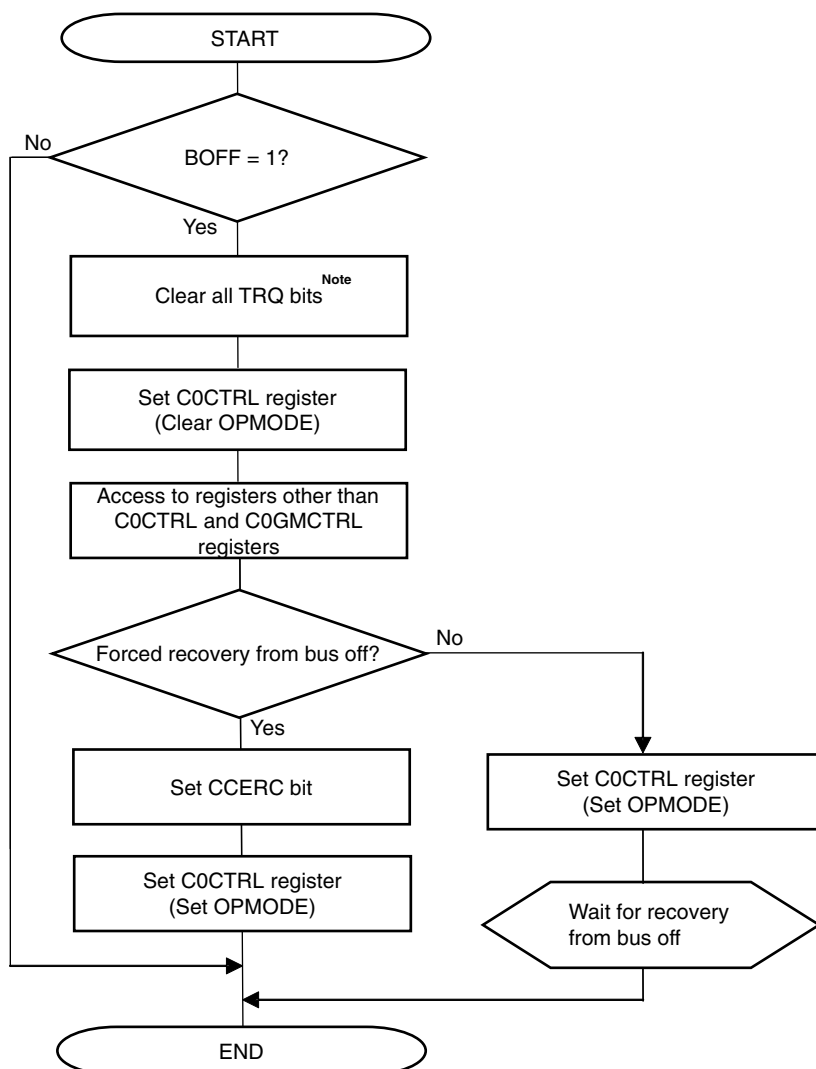 START
No
BOFF = 1?
Yes
Clear all TRQ bits Note
Set C0CTRL register
(Clear OPMODE)
Access to registers other than
C0CTRL and C0GMCTRL
registers
Forced recovery from bus off?
No
Yes
Set CCERC bit
Set C0CTRL register
(Set OPMODE)
Set C0CTRL register
(Set OPMODE)
Wait for recovery
from bus off
END